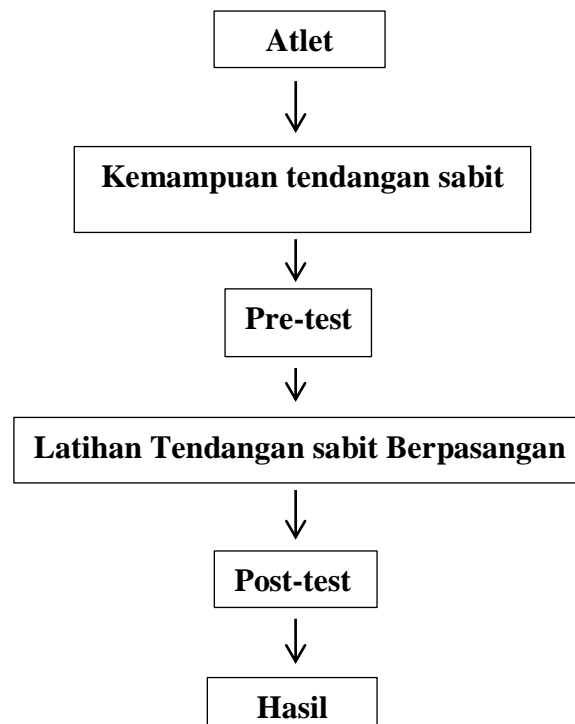 Atlet
Kemampuan tendangan sabit
Pre-test
Latihan Tendangan sabit Berpasangan
Post-test
Hasil